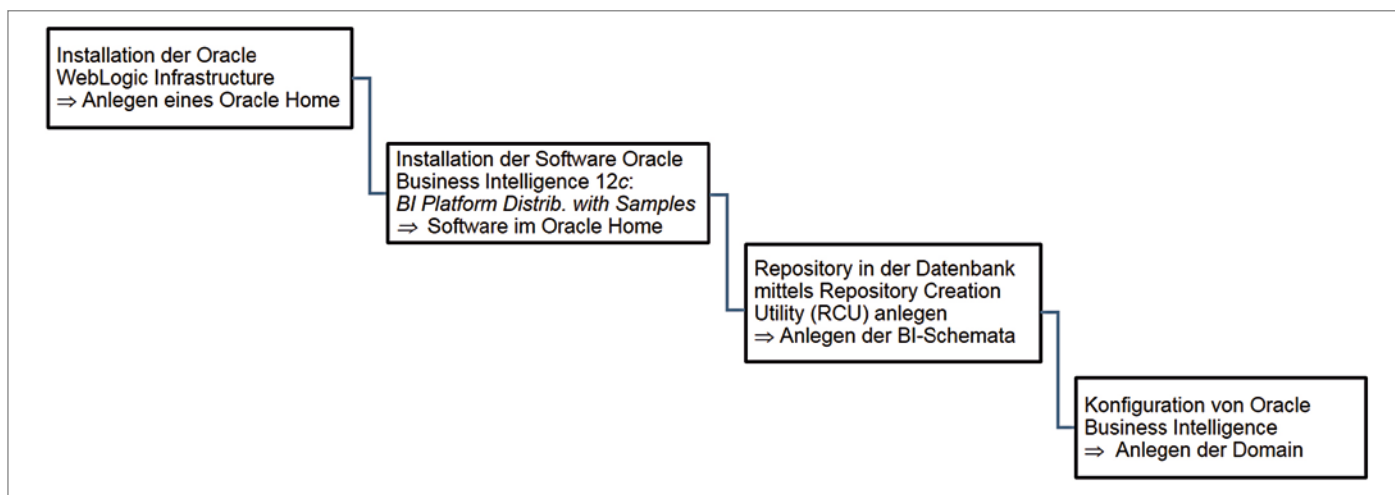 Installation der Oracle
WebLogic Infrastructure
⇒ Anlegen eines Oracle Home
Installation der Software Oracle
Business Intelligence 12c:
BI Platform Distrib. with Samples
⇒ Software im Oracle Home
Repository in der Datenbank
mittels Repository Creation
Utility (RCU) anlegen
⇒ Anlegen der BI-Schemata
Konfiguration von Oracle
Business Intelligence
⇒ Anlegen der Domain